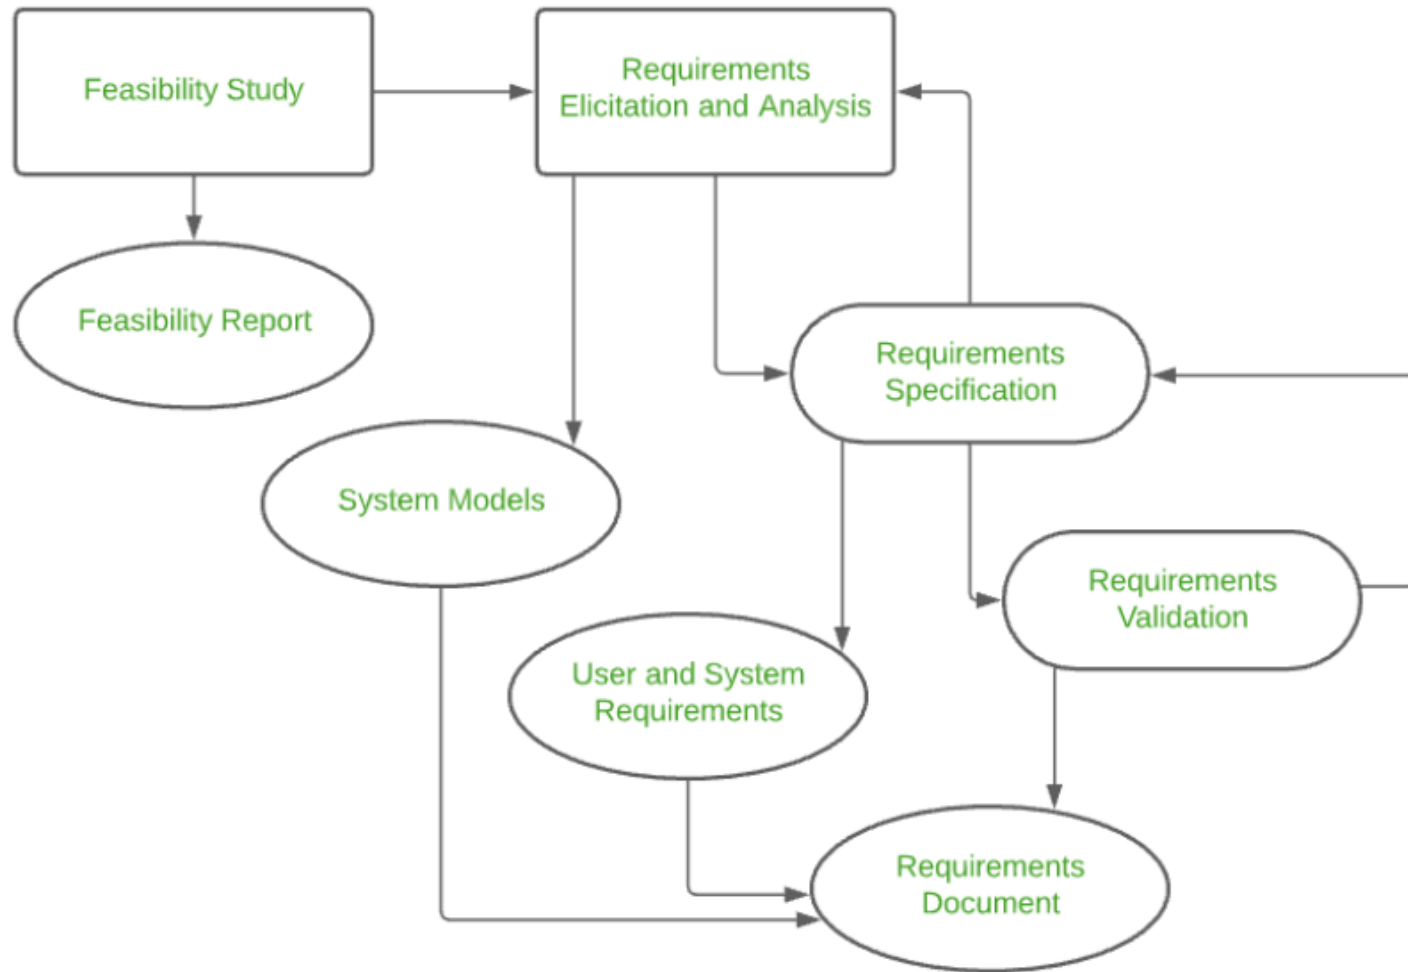 Feasibility Study
Requirements
Elicitation and Analysis
Feasibility Report
Requirements
Specification
System Models
Requirements
Validation
User and System
Requirements
Requirements
Document